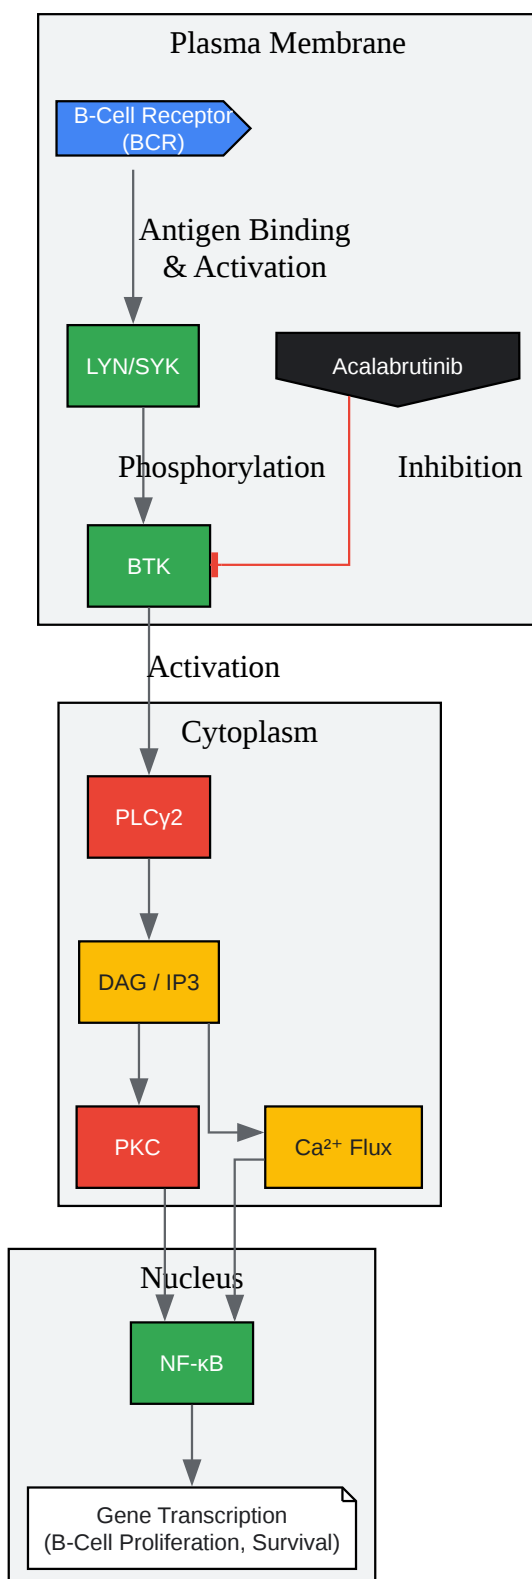 Plasma Membrane
B-Cell Receptor
(BCR)
Antigen Binding
& Activation
LYN/SYK
Acalabrutinib
Phosphorylation
Inhibition
BTK
Activation
Cytoplasm
PLCγ2
DAG / IP3
PKC
Ca²⁺ Flux
Nucleus
NF-κB
Gene Transcription
(B-Cell Proliferation, Survival)